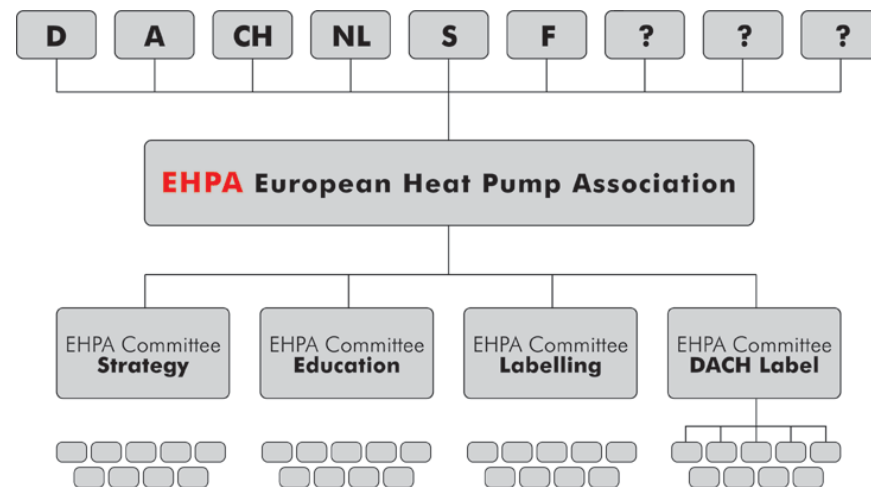 D A CH NL S F ? ? ?
EHPA European Heat Pump Association
EHPA Committee
Strategy
EHPA Committee
Education
EHPA Committee
Labelling
EHPA Committee
DACH Label